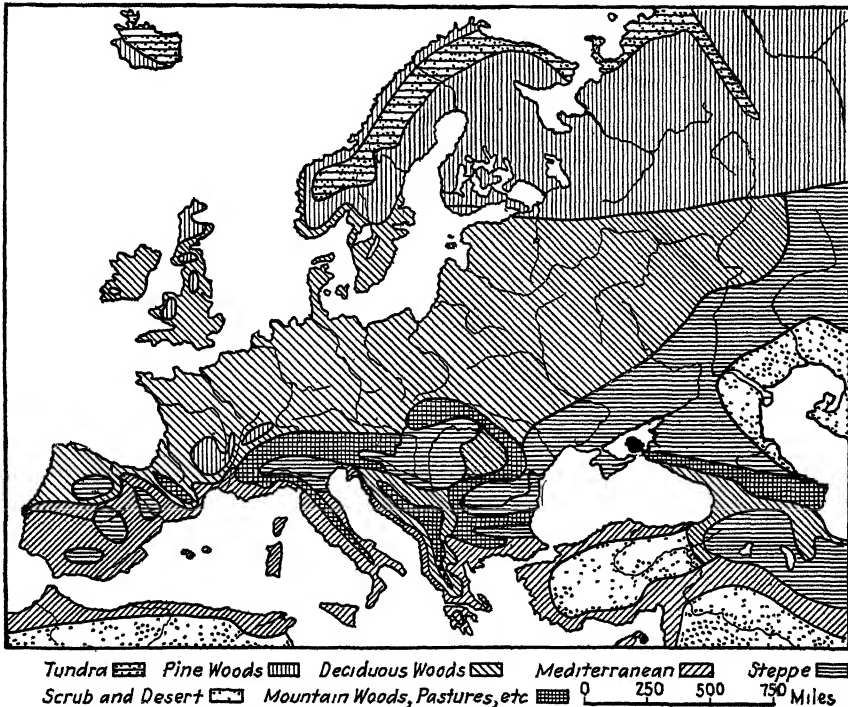 Tundra Pine Woods Deciduous Woods Mediterranean Steppe
Scrub and Desert Mountain Woods, Pastures, etc 0 250 500 750 Miles